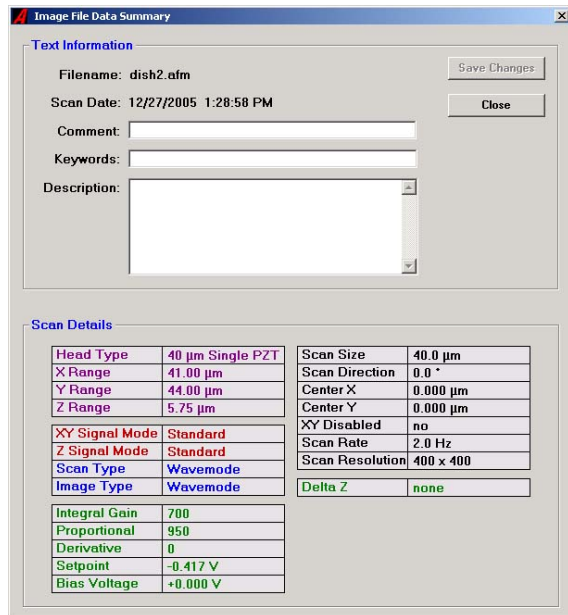 Image File Data Summary
Text Information
Filename: dish2.afm
Save Changes
Scan Date: 12/27/2005 1:28:58 PM
Close
Comment:
Keywords:
Description:
Scan Details
Head Type 40 µm Single PZT
X Range 41.00 µm
Y Range 44.00 µm
Z Range 5.75 µm
XY Signal Mode Standard
Z Signal Mode Standard
Scan Type Wavemode
Image Type Wavemode
Integral Gain 700
Proportional 950
Derivative 0
Setpoint -0.417 V
Bias Voltage +0.000 V
Scan Size 40.0 µm
Scan Direction 0.0 °
Center X 0.000 µm
Center Y 0.000 µm
XY Disabled no
Scan Rate 2.0 Hz
Scan Resolution 400 x 400
Delta Z none